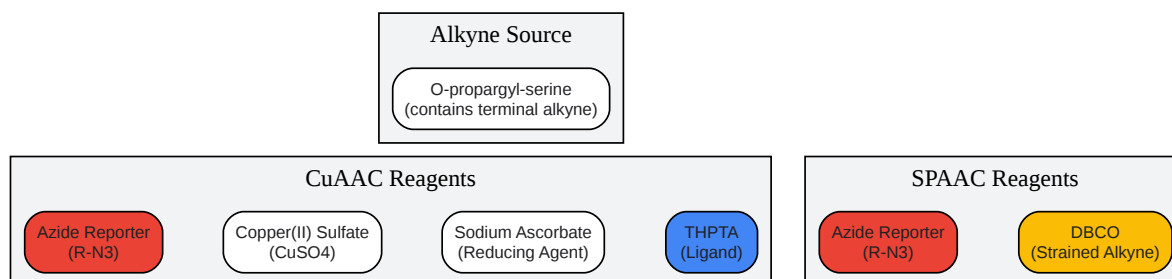 Alkyne Source
O-propargyl-serine
(contains terminal alkyne)
CuAAC Reagents
Azide Reporter
(R-N3)
Copper(II) Sulfate
(CuSO4)
Sodium Ascorbate
(Reducing Agent)
THPTA
(Ligand)
SPAAC Reagents
Azide Reporter
(R-N3)
DBCO
(Strained Alkyne)